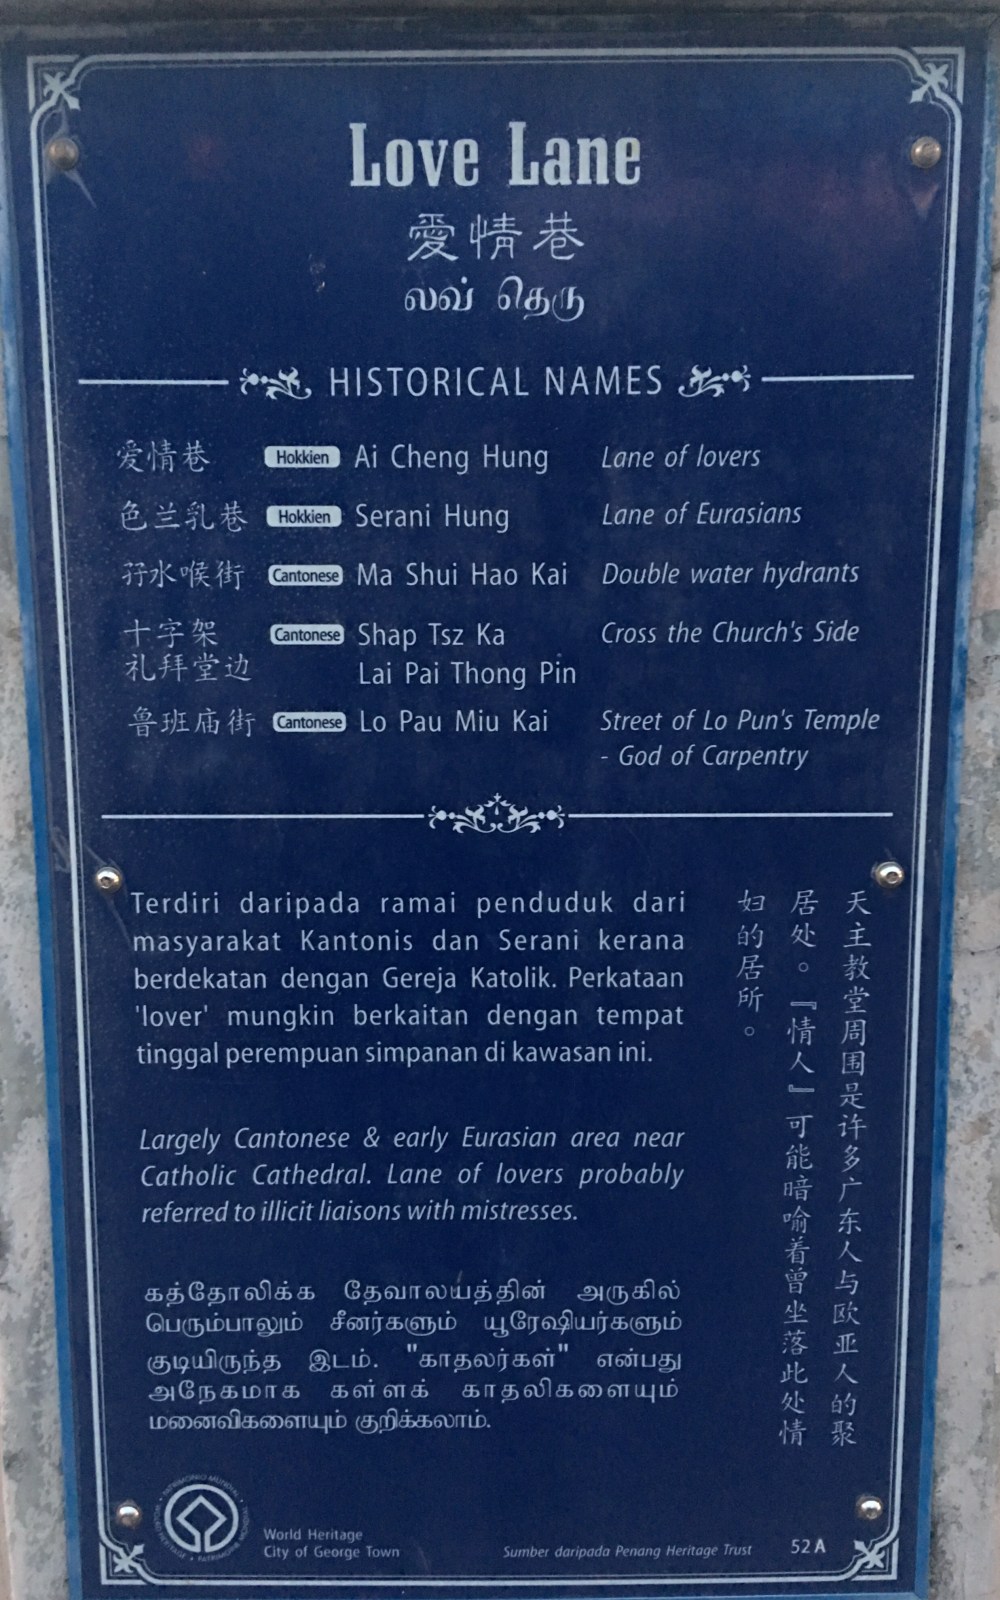 Love Lane
愛情巷
லவ் தெரு
HISTORICAL NAMES
爱情巷 Hokkien Ai Cheng Hung Lane of lovers
色兰乳巷 Hokkien Serani Hung Lane of Eurasians
孖水喉街 Cantonese Ma Shui Hao Kai Double water hydrants
十字架 Cantonese Shap Tsz Ka Cross the Church's Side
礼拜堂边 Lai Pai Thong Pin
鲁班庙街 Cantonese Lo Pau Miu Kai Street of Lo Pun's Temple
- God of Carpentry
Terdiri daripada ramai penduduk dari
masyarakat Kantonis dan Serani kerana
berdekatan dengan Gereja Katolik. Perkataan
'lover' mungkin berkaitan dengan tempat
tinggal perempuan simpanan di kawasan ini.
天主教堂周围是许多广东人与欧亚人的聚
居处。『情人』可能暗喻着曾坐落此处情
妇的居所。
Largely Cantonese & early Eurasian area near
Catholic Cathedral. Lane of lovers probably
referred to illicit liaisons with mistresses.
கத்தோலிக்க தேவாலயத்தின் அருகில்
பெரும்பாலும் சீனர்களும் யூரேஷியர்களும்
குடியிருந்த இடம். "காதலர்கள்" என்பது
அநேகமாக கள்ளக் காதலிகளையும்
மனைவிகளையும் குறிக்கலாம்.
World Heritage
City of George Town
Sumber daripada Penang Heritage Trust
52A